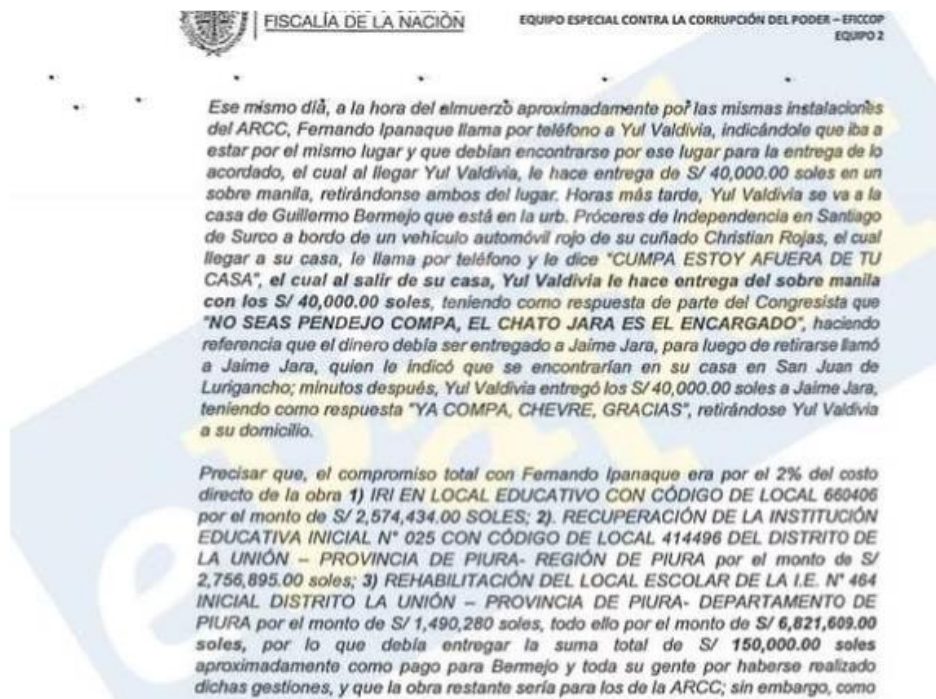 FISCALÍA DE LA NACIÓN
EQUIPO ESPECIAL CONTRA LA CORRUPCIÓN DEL PODER – EFICCOP
EQUIPO 2
Ese mismo día, a la hora del almuerzo aproximadamente por las mismas instalaciones
del ARCC, Fernando Ipanaque llama por teléfono a Yul Valdivia, indicándole que iba a
estar por el mismo lugar y que debían encontrarse por ese lugar para la entrega de lo
acordado, el cual al llegar Yul Valdivia, le hace entrega de S/ 40,000.00 soles en un
sobre manila, retirándonse ambos del lugar. Horas más tarde, Yul Valdivia se va a la
casa de Guillermo Bermejo que está en la urb. Próceres de Independencia en Santiago
de Surco a bordo de un vehículo automóvil rojo de su cuñado Christian Rojas, el cual
llegar a su casa, le llama por teléfono y le dice "CUMPA ESTOY AFUERA DE TU
CASA", el cual al salir de su casa, Yul Valdivia le hace entrega del sobre manila
con los S/ 40,000.00 soles, teniendo como respuesta de parte del Congresista que
"NO SEAS PENDEJO COMPA, EL CHATO JARA ES EL ENCARGADO", haciendo
referencia que el dinero debía ser entregado a Jaime Jara, para luego de retirarse llamó
a Jaime Jara, quien le indicó que se encontrarían en su casa en San Juan de
Lurigancho; minutos después, Yul Valdivia entregó los S/ 40,000.00 soles a Jaime Jara,
teniendo como respuesta "YA COMPA, CHEVRE, GRACIAS", retirándose Yul Valdivia
a su domicilio.
Precisar que, el compromiso total con Fernando Ipanaque era por el 2% del costo
directo de la obra 1) IRI EN LOCAL EDUCATIVO CON CÓDIGO DE LOCAL 660406
por el monto de S/ 2,574,434.00 SOLES; 2). RECUPERACIÓN DE LA INSTITUCIÓN
EDUCATIVA INICIAL N° 025 CON CÓDIGO DE LOCAL 414496 DEL DISTRITO DE
LA UNIÓN – PROVINCIA DE PIURA- REGIÓN DE PIURA por el monto de S/
2,756,895.00 soles; 3) REHABILITACIÓN DEL LOCAL ESCOLAR DE LA I.E. N° 464
INICIAL DISTRITO LA UNIÓN – PROVINCIA DE PIURA- DEPARTAMENTO DE
PIURA por el monto de S/ 1,490,280 soles, todo ello por el monto de S/ 6,821,609.00
soles, por lo que debía entregar la suma total de S/ 150,000.00 soles
aproximadamente como pago para Bermejo y toda su gente por haberse realizado
dichas gestiones, y que la obra restante sería para los de la ARCC; sin embargo, como